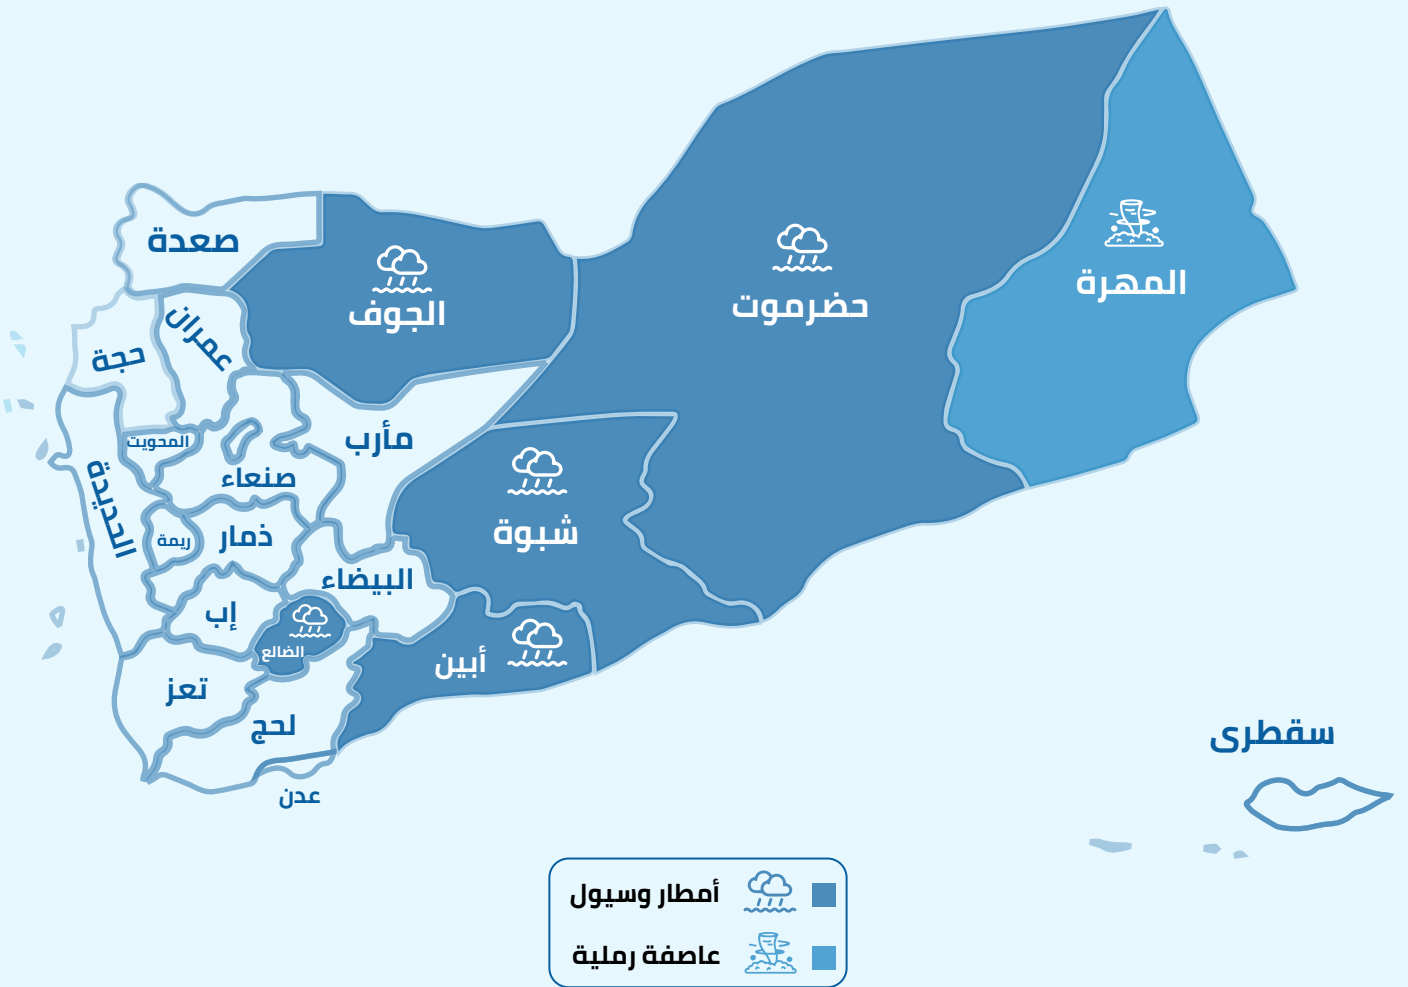 صعدة
الجوف
حضرموت
المهرة
عمران
حجة
المحويت
مأرب
صنعاء
الحديدة
ريمة
ذمار
شبوة
البيضاء
إب
الضالع
أبين
تعز
لحج
عدن
سقطرى
أمطار وسيول
عاصفة رملية